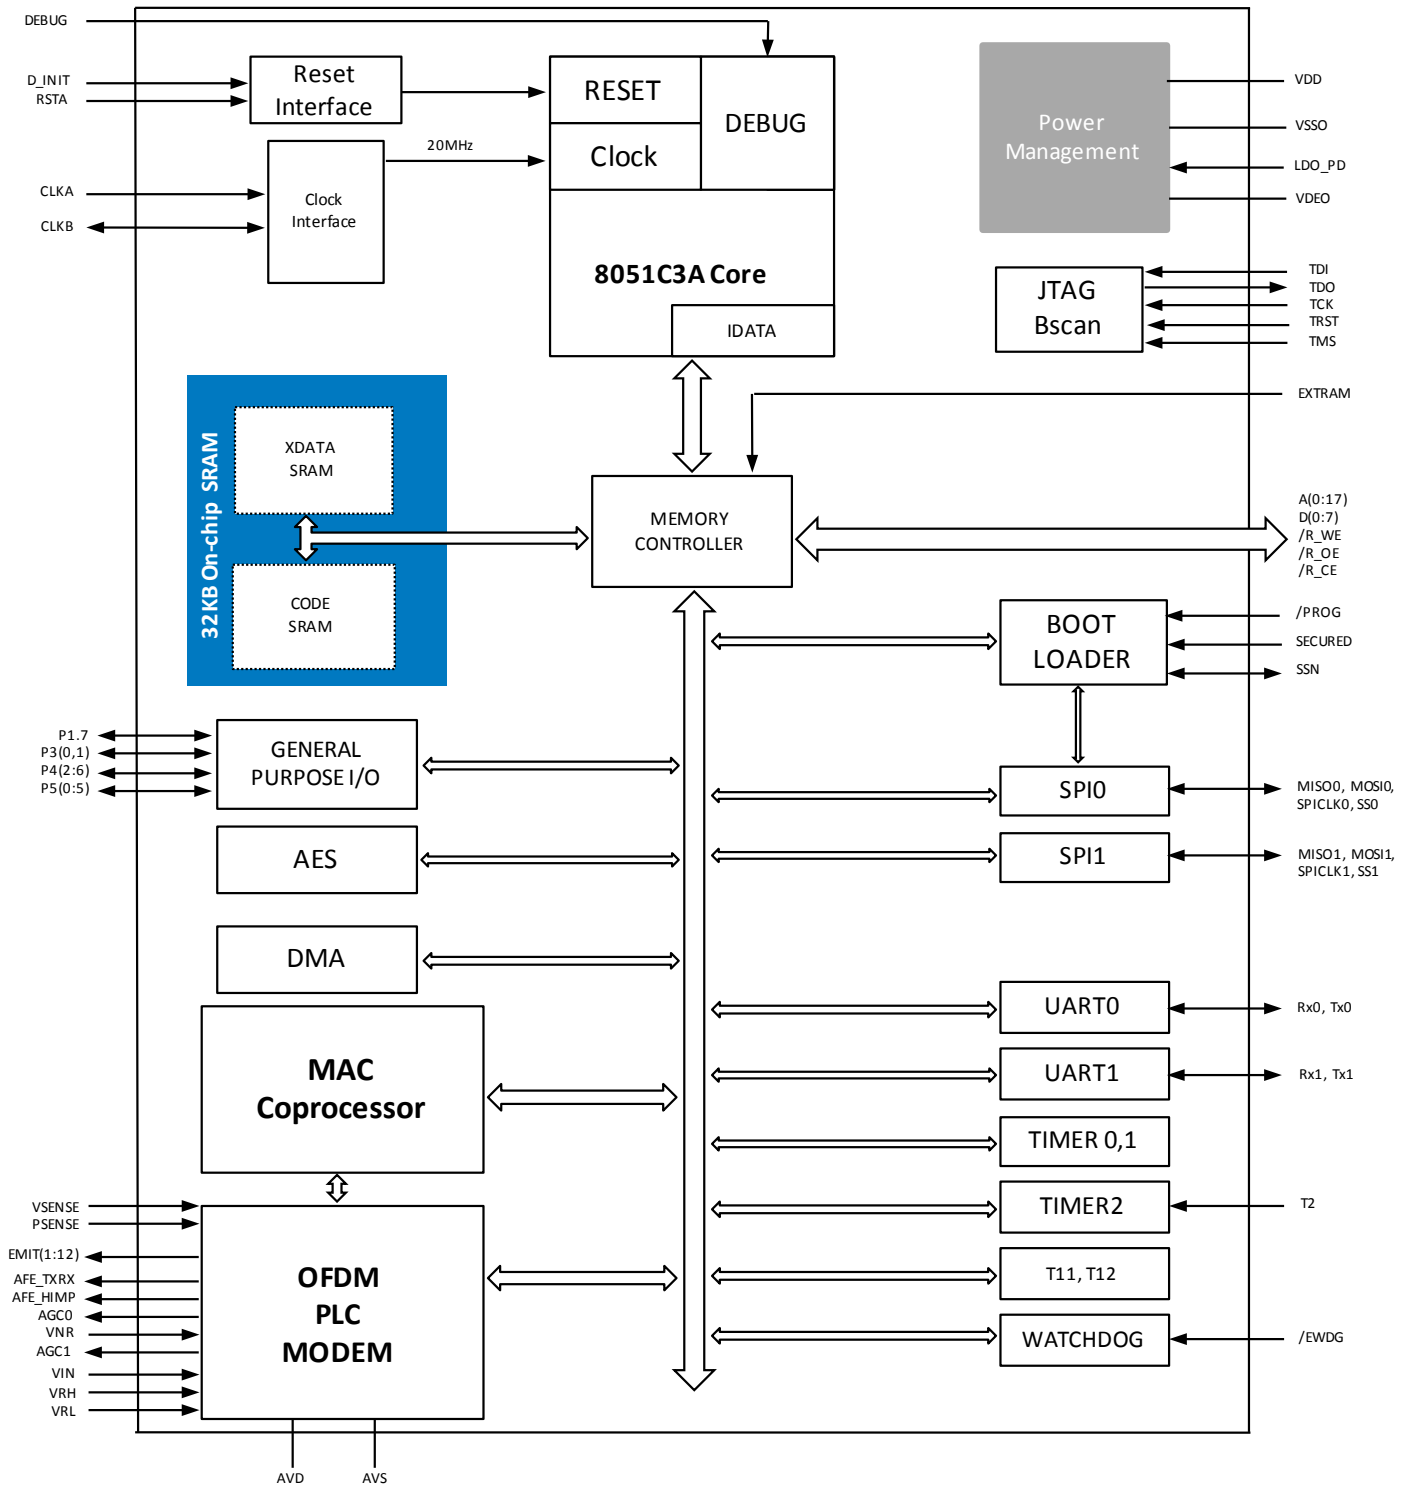 DEBUG
D_INIT
RSTA
Reset
Interface
RESET
DEBUG
Clock
20MHz
CLKA
CLKB
Clock
Interface
8051C3A Core
IDATA
Power
Management
VDD
VSSO
LDO_PD
VDEO
JTAG
Bscan
TDI
TDO
TCK
TRST
TMS
EXTRAM
32KB On-chip SRAM
XDATA
SRAM
CODE
SRAM
MEMORY
CONTROLLER
A(0:17)
D(0:7)
/R_WE
/R_OE
/R_CE
BOOT
LOADER
/PROG
SECURED
SSN
P1.7
P3(0,1)
P4(2:6)
P5(0:5)
GENERAL
PURPOSE I/O
SPI0
MISO0, MOSI0,
SPICLK0, SS0
AES
SPI1
MISO1, MOSI1,
SPICLK1, SS1
DMA
UART0
Rx0, Tx0
MAC
Coprocessor
UART1
Rx1, Tx1
TIMER 0,1
TIMER2
T2
VSENSE
PSENSE
EMIT(1:12)
AFE_TXRX
AFE_HIMP
AGC0
VNR
AGC1
VIN
VRH
VRL
OFDM
PLC
MODEM
T11, T12
WATCHDOG
/EWDG
AVD
AVS